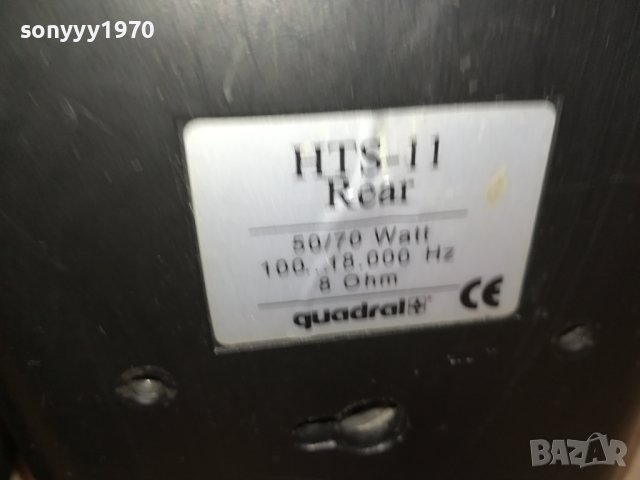 sonyyy1970
HTS-11
Rear
50/70 Watt
100...18.000 Hz
8 Ohm
quadral
CE
BAZAR